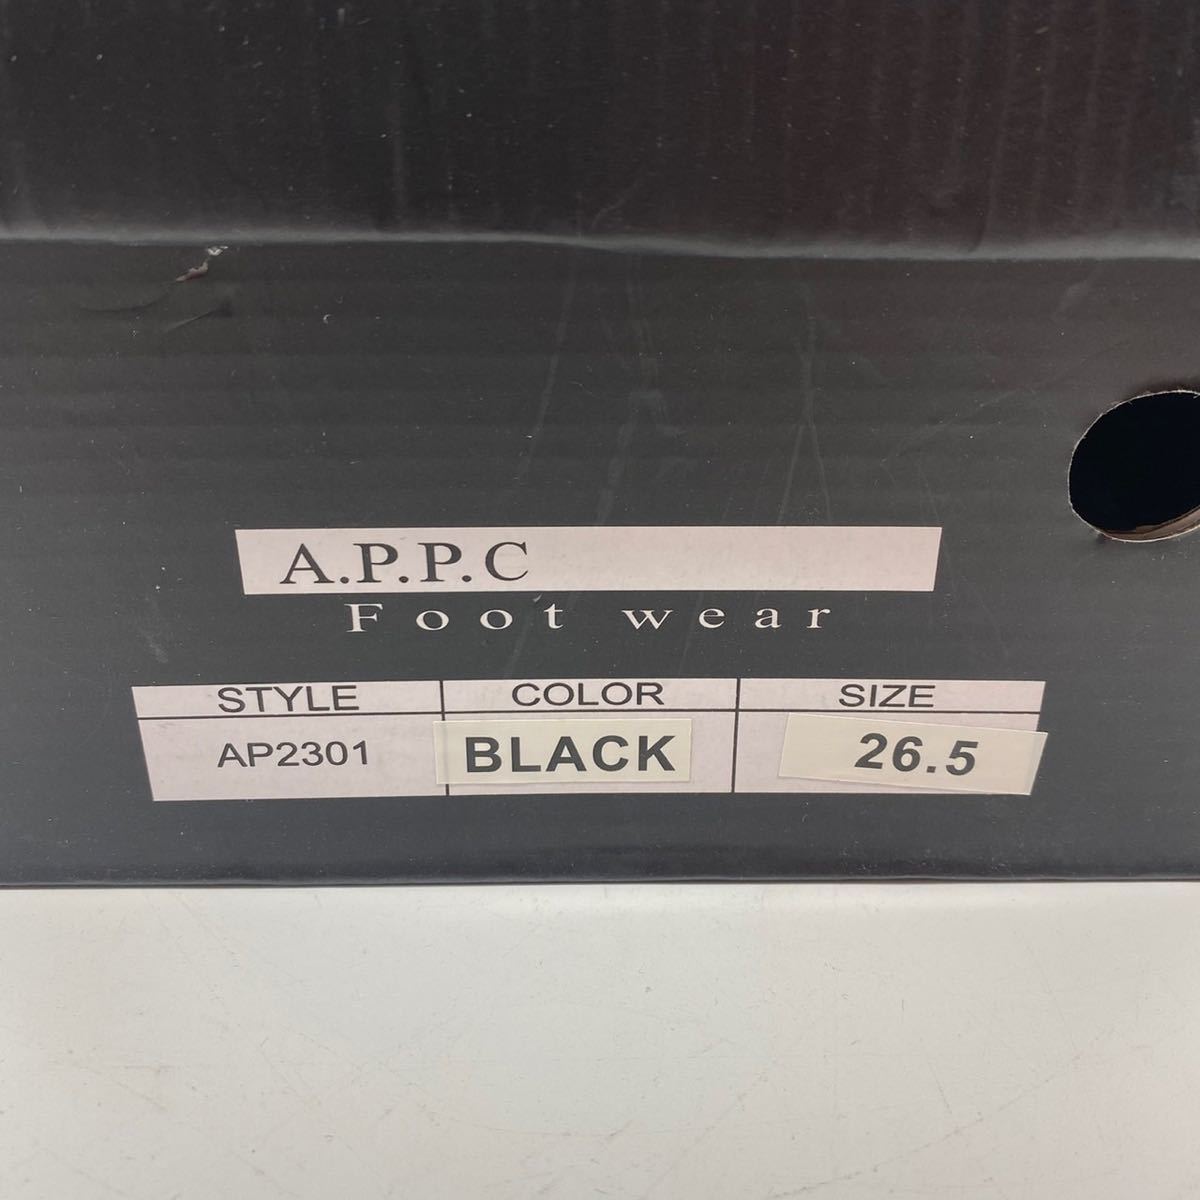 A.P.P.C
Foot wear
STYLE COLOR SIZE
AP2301 BLACK 26.5